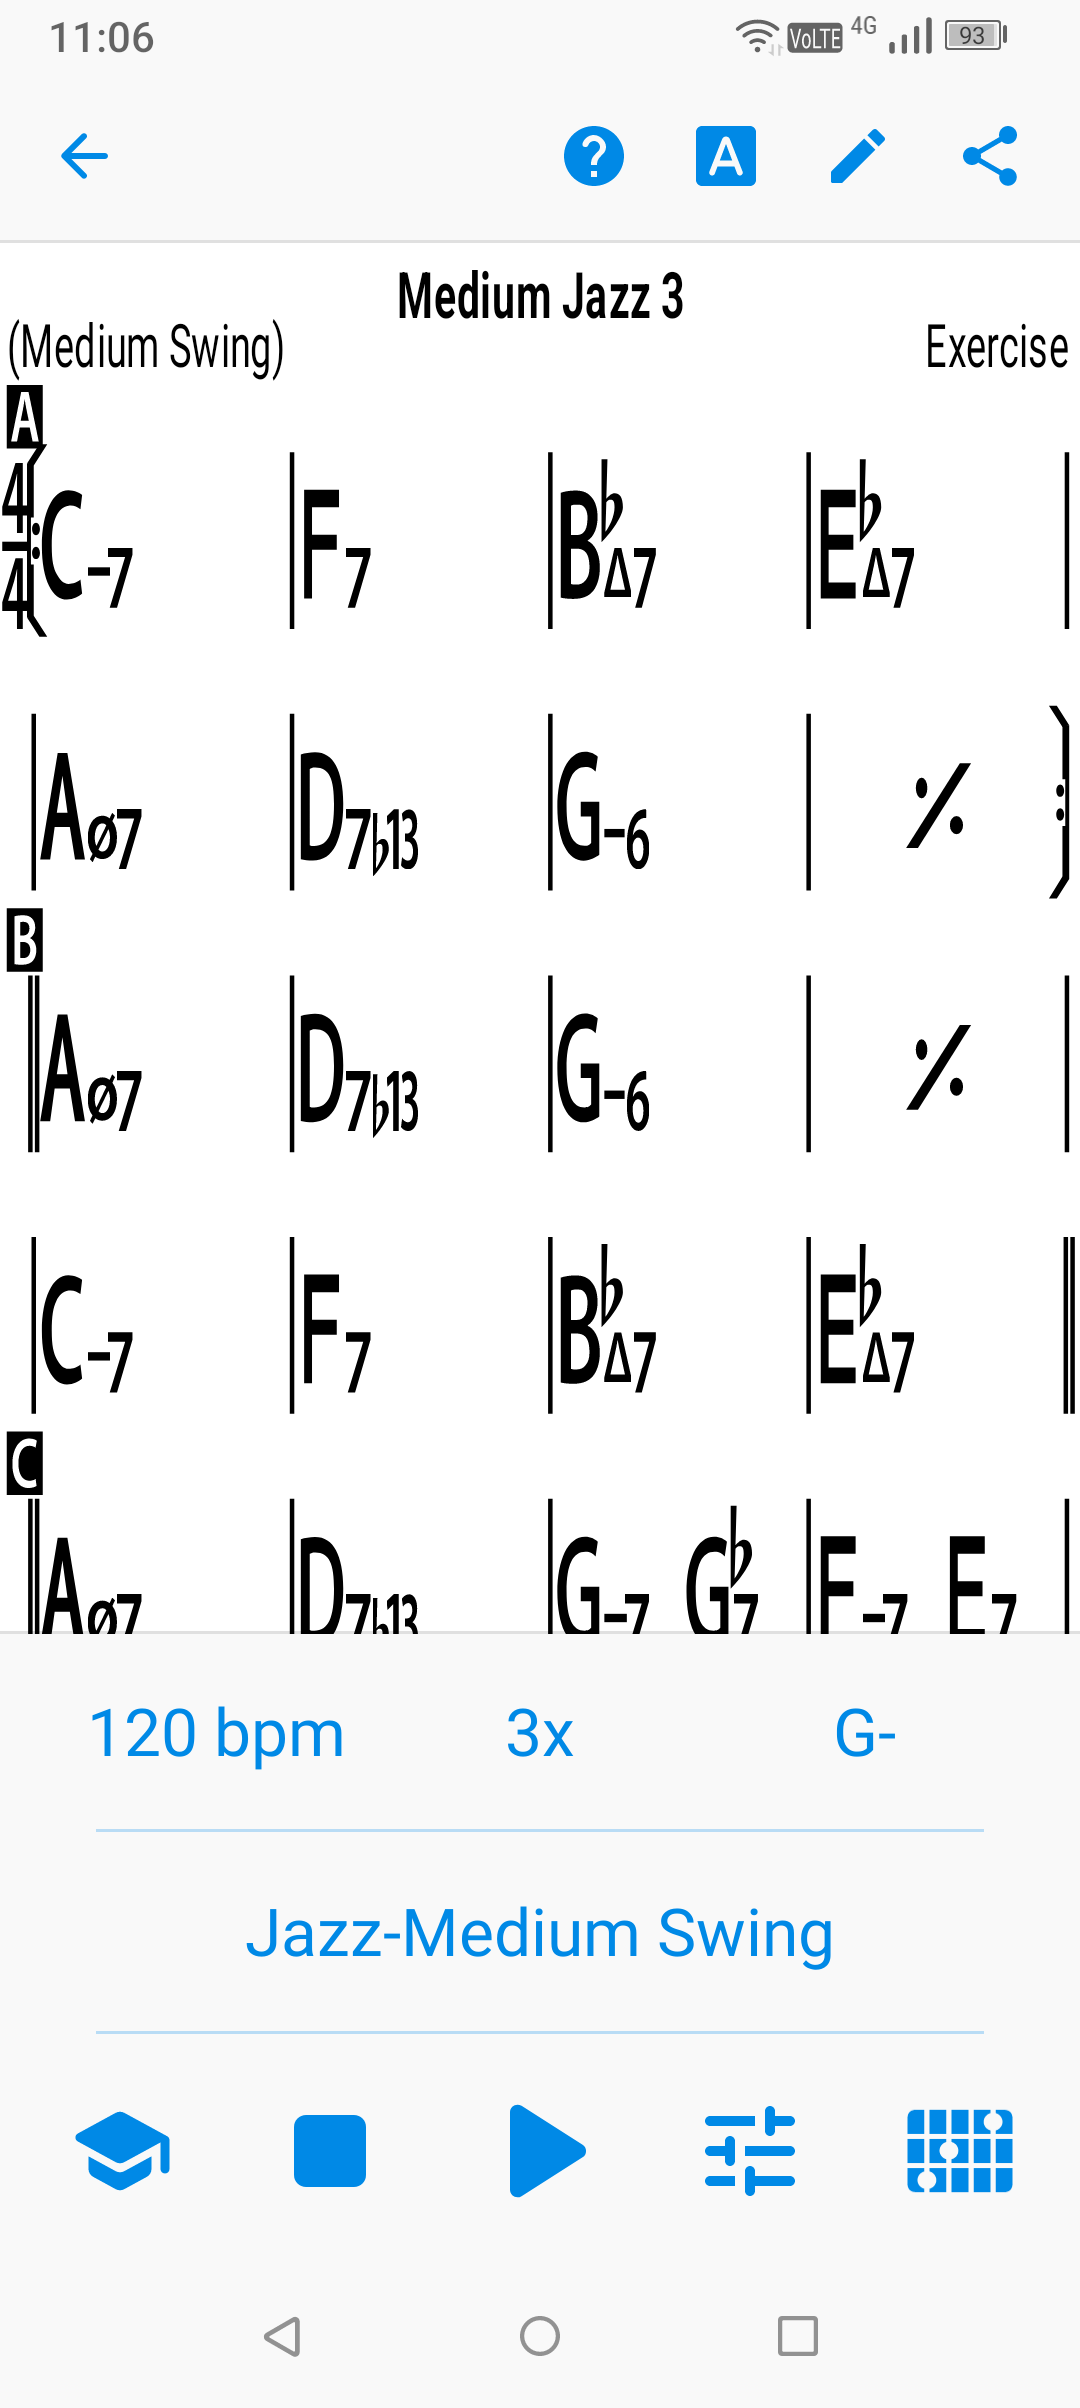 11:06 VoLTE 4G 93
A
Medium Jazz 3
(Medium Swing) Exercise
A
4/4 C–7 F7 B♭Δ7 E♭Δ7
Aø7 D7♭13 G–6 𝄎
B
Aø7 D7♭13 G–6 𝄎
C–7 F7 B♭Δ7 E♭Δ7
C
Aø7 D7♭13 G–7 G♭7 F–7 E7
120 bpm 3x G-
Jazz-Medium Swing